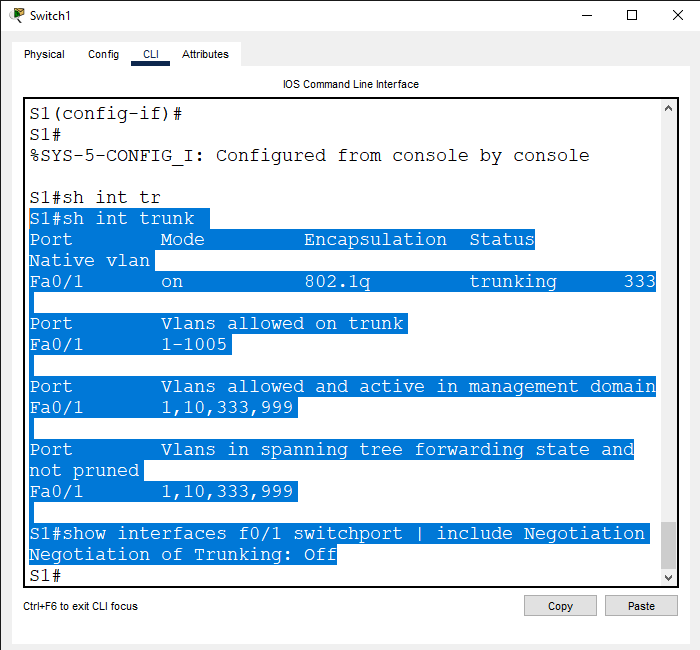 Switch1
Physical Config CLI Attributes
IOS Command Line Interface
S1(config-if)#
S1#
%SYS-5-CONFIG_I: Configured from console by console
S1#sh int tr
S1#sh int trunk
Port Mode Encapsulation Status
Native vlan
Fa0/1 on 802.1q trunking 333
Port Vlans allowed on trunk
Fa0/1 1-1005
Port Vlans allowed and active in management domain
Fa0/1 1,10,333,999
Port Vlans in spanning tree forwarding state and
not pruned
Fa0/1 1,10,333,999
S1#show interfaces f0/1 switchport | include Negotiation
Negotiation of Trunking: Off
S1#
Ctrl+F6 to exit CLI focus
Copy Paste